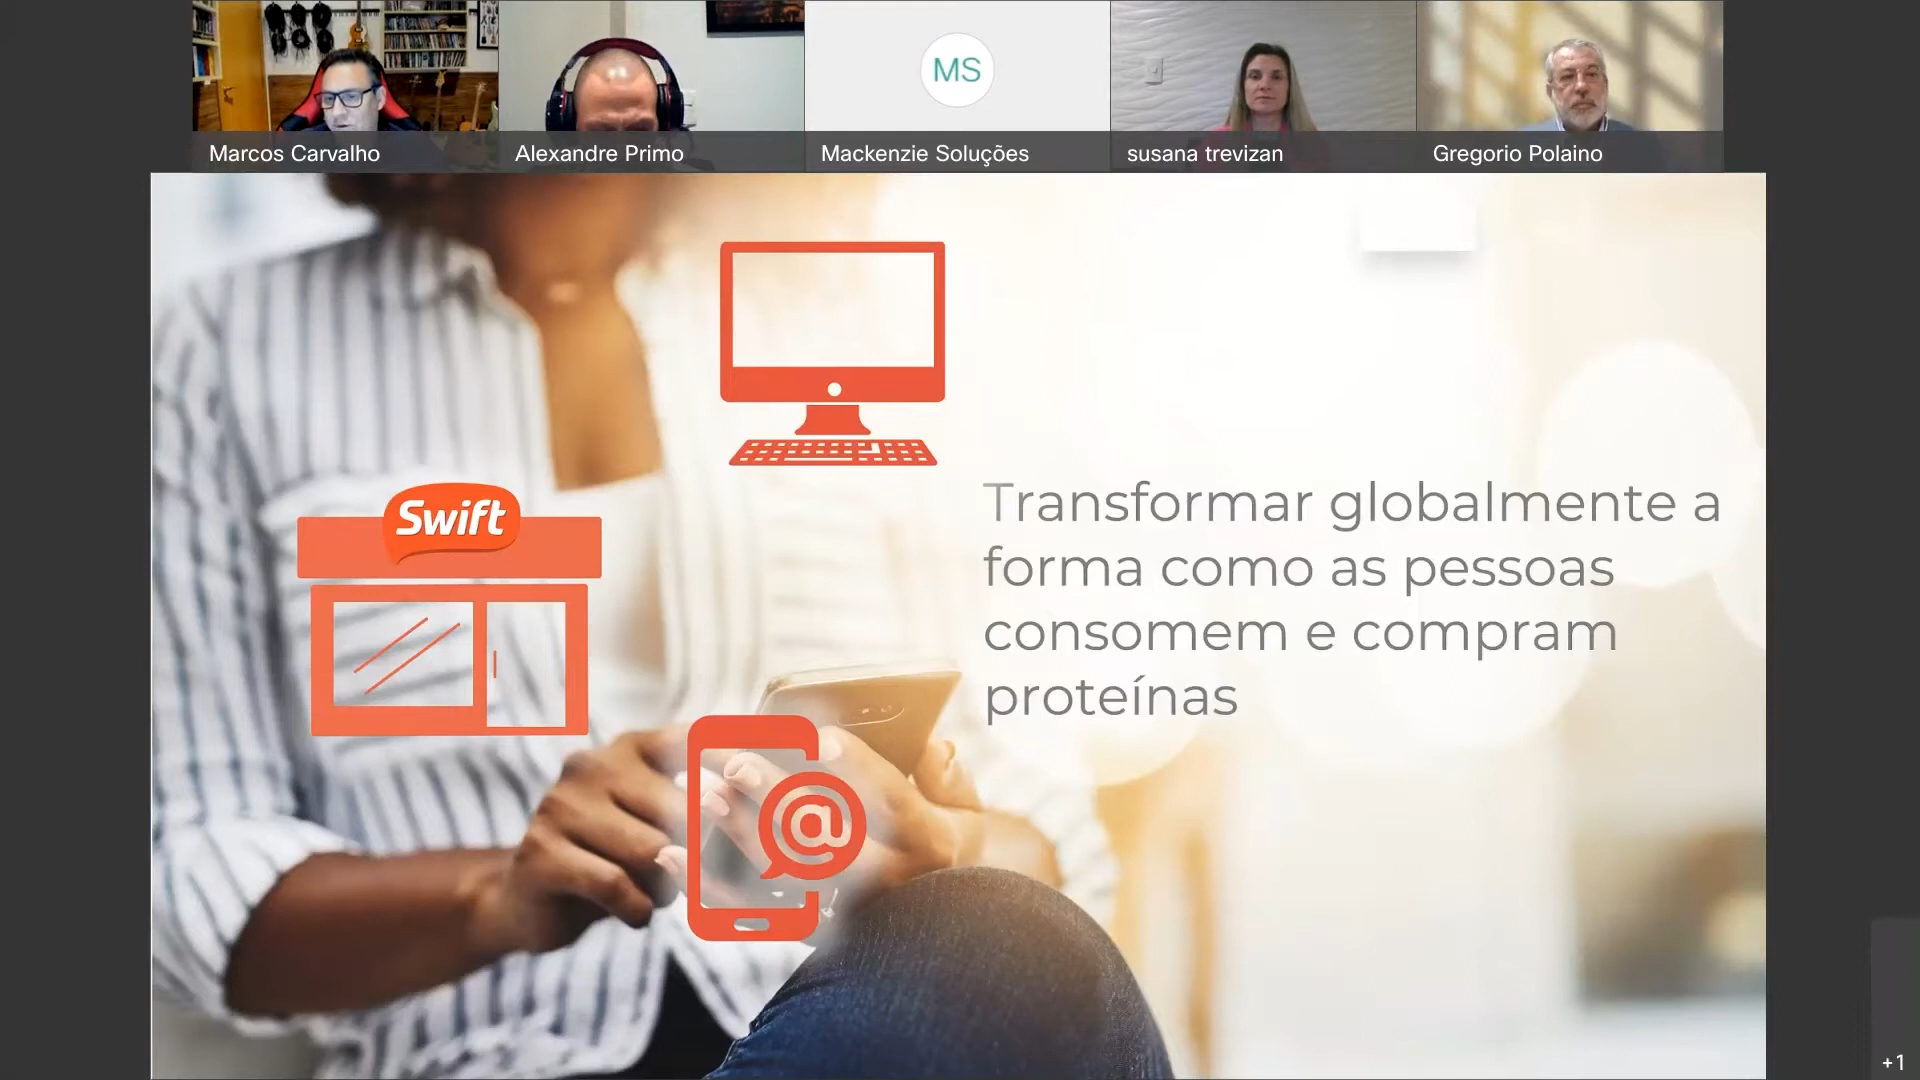 MS
Marcos Carvalho
Alexandre Primo
Mackenzie Soluções
susana trevizan
Gregorio Polaino
Swift
Transformar globalmente a
forma como as pessoas
consomem e compram
proteínas
@
+1